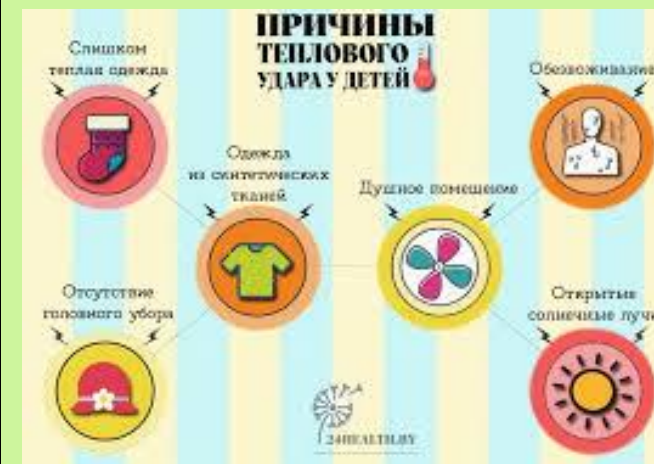 ПРИЧИНЫ
ТЕПЛОВОГО
УДАРА У ДЕТЕЙ
Слишком
теплая одежда
Обезвоживание
Одежда
из синтетических
тканей
Душное помещение
Отсутствие
головного убора
Открытые
солнечные лучи
24HEALTH.BY